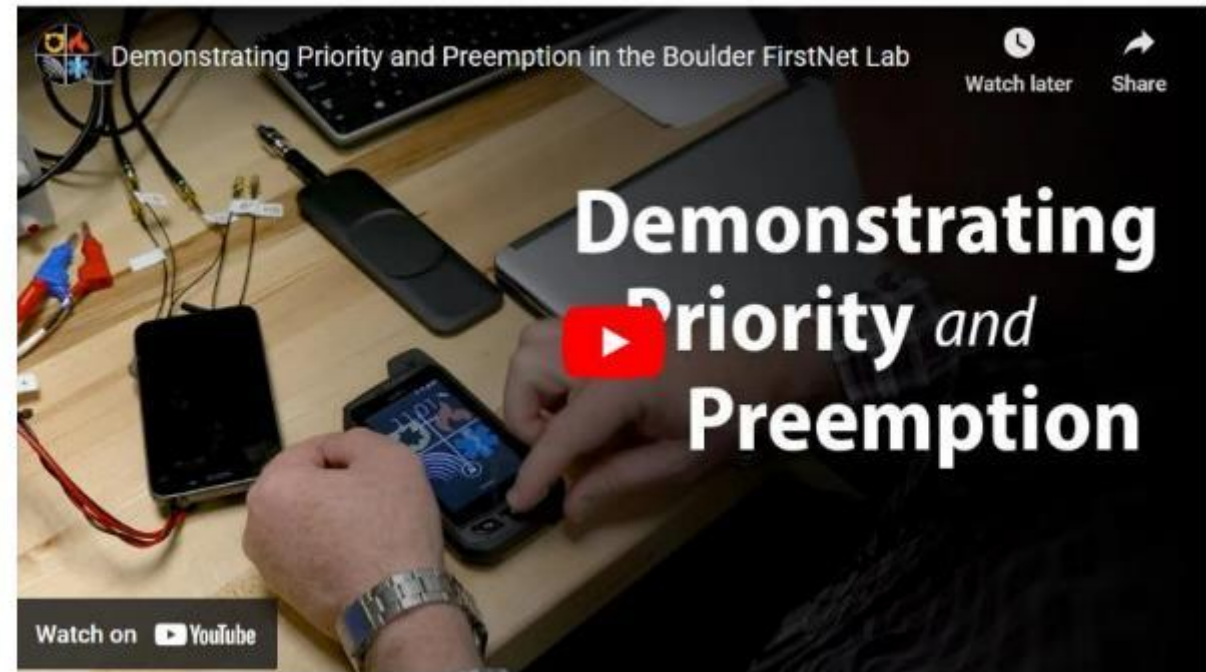 Demonstrating Priority and Preemption in the Boulder FirstNet Lab
Watch later
Share
Demonstrating
Priority and
Preemption
Watch on YouTube